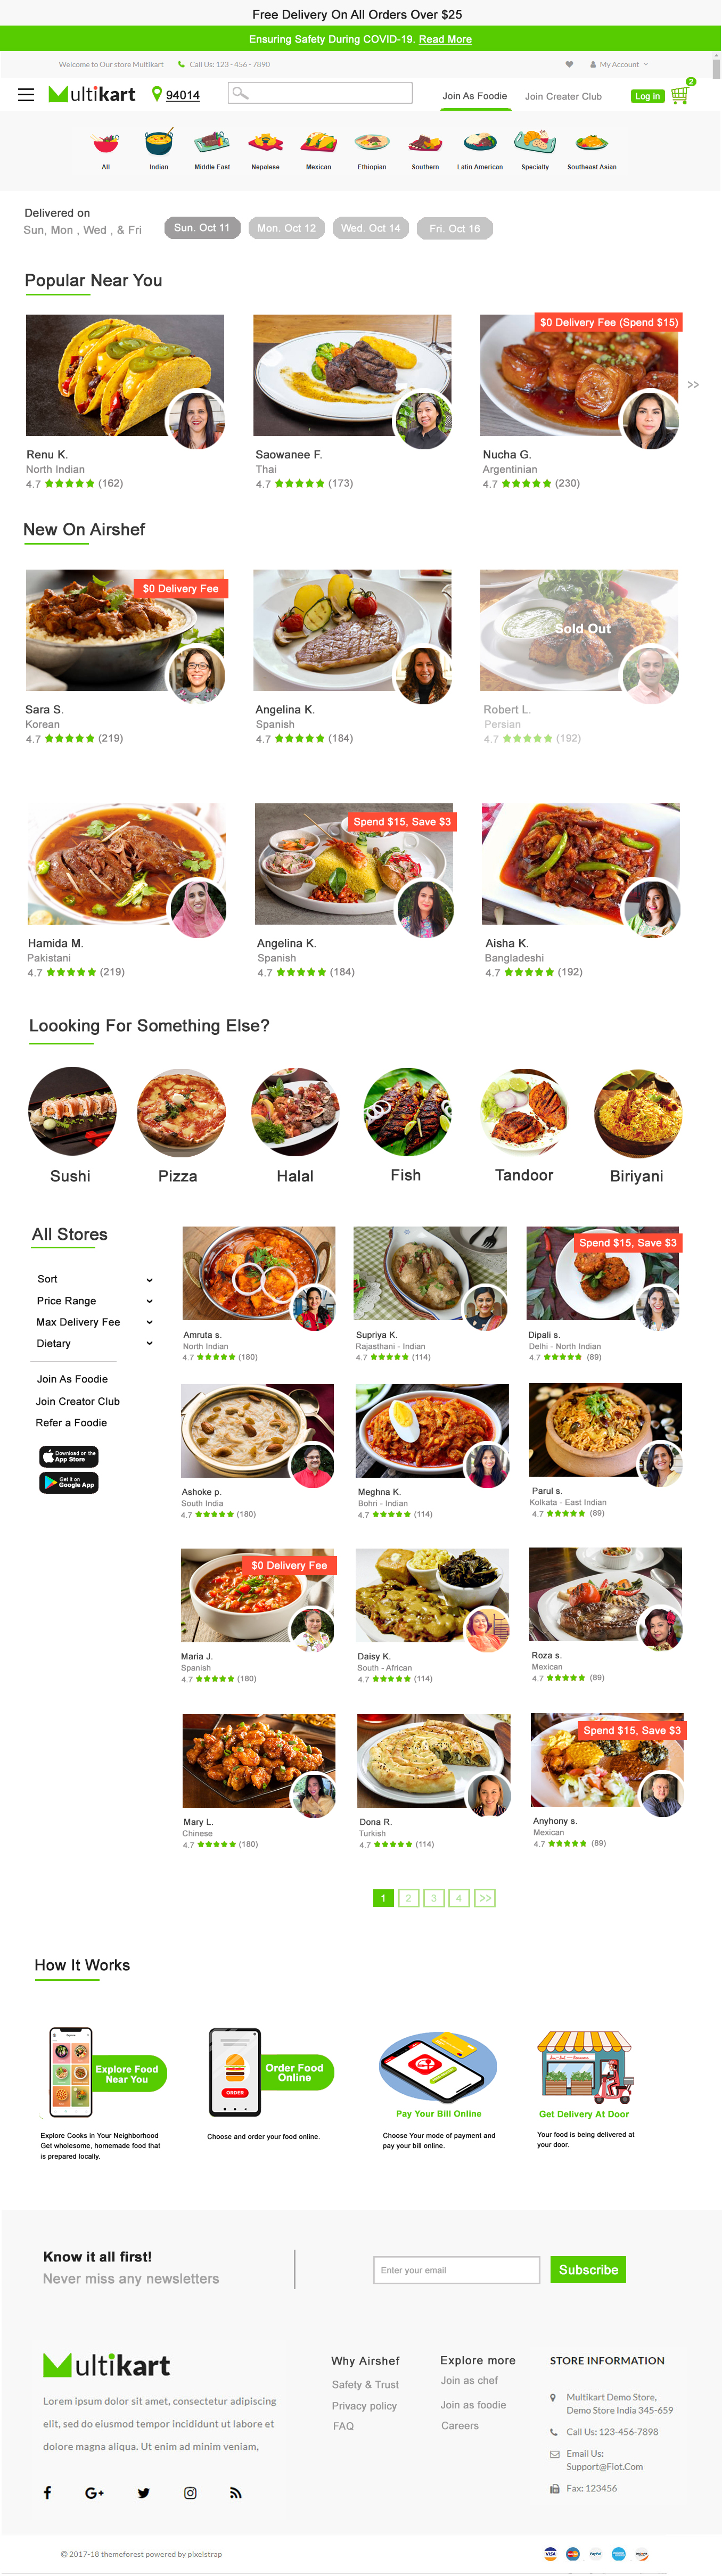 Free Delivery On All Orders Over $25
Ensuring Safety During COVID-19. Read More
Welcome to Our store Multikart
Call Us: 123 - 456 - 7890
My Account
Multikart
94014
Join As Foodie
Join Creater Club
Log in
2
All
Indian
Middle East
Nepalese
Mexican
Ethiopian
Southern
Latin American
Specialty
Southeast Asian
Delivered on
Sun, Mon , Wed , & Fri
Sun. Oct 11
Mon. Oct 12
Wed. Oct 14
Fri. Oct 16
Popular Near You
$0 Delivery Fee (Spend $15)
>>
Renu K.
North Indian
4.7 (162)
Saowanee F.
Thai
4.7 (173)
Nucha G.
Argentinian
4.7 (230)
New On Airshef
$0 Delivery Fee
Sold Out
Sara S.
Korean
4.7 (219)
Angelina K.
Spanish
4.7 (184)
Robert L.
Persian
4.7 (192)
Spend $15, Save $3
Hamida M.
Pakistani
4.7 (219)
Angelina K.
Spanish
4.7 (184)
Aisha K.
Bangladeshi
4.7 (192)
Loooking For Something Else?
Sushi
Pizza
Halal
Fish
Tandoor
Biriyani
All Stores
Sort
Price Range
Max Delivery Fee
Dietary
Join As Foodie
Join Creator Club
Refer a Foodie
Download on the
App Store
Get it on
Google App
Spend $15, Save $3
Amruta s.
North Indian
4.7 (180)
Supriya K.
Rajasthani - Indian
4.7 (114)
Dipali s.
Delhi - North Indian
4.7 (89)
Ashoke p.
South India
4.7 (180)
Meghna K.
Bohri - Indian
4.7 (114)
Parul s.
Kolkata - East Indian
4.7 (89)
$0 Delivery Fee
Maria J.
Spanish
4.7 (180)
Daisy K.
South - African
4.7 (114)
Roza s.
Mexican
4.7 (89)
Spend $15, Save $3
Mary L.
Chinese
4.7 (180)
Dona R.
Turkish
4.7 (114)
Anyhony s.
Mexican
4.7 (89)
1 2 3 4 >>
How It Works
Explore Food
Near You
Explore Cooks in Your Neighborhood
Get wholesome, homemade food that
is prepared locally.
ORDER
Order Food
Online
Choose and order your food online.
Pay Your Bill Online
Choose Your mode of payment and
pay your bill online.
Get Delivery At Door
Your food is being delivered at
your door.
Know it all first!
Never miss any newsletters
Enter your email
Subscribe
Multikart
Lorem ipsum dolor sit amet, consectetur adipiscing
elit, sed do eiusmod tempor incididunt ut labore et
dolore magna aliqua. Ut enim ad minim veniam,
Why Airshef
Safety & Trust
Privacy policy
FAQ
Explore more
Join as chef
Join as foodie
Careers
STORE INFORMATION
Multikart Demo Store,
Demo Store India 345-659
Call Us: 123-456-7898
Email Us:
Support@Fiot.Com
Fax: 123456
© 2017-18 themeforest powered by pixelstrap
VISA
PayPal